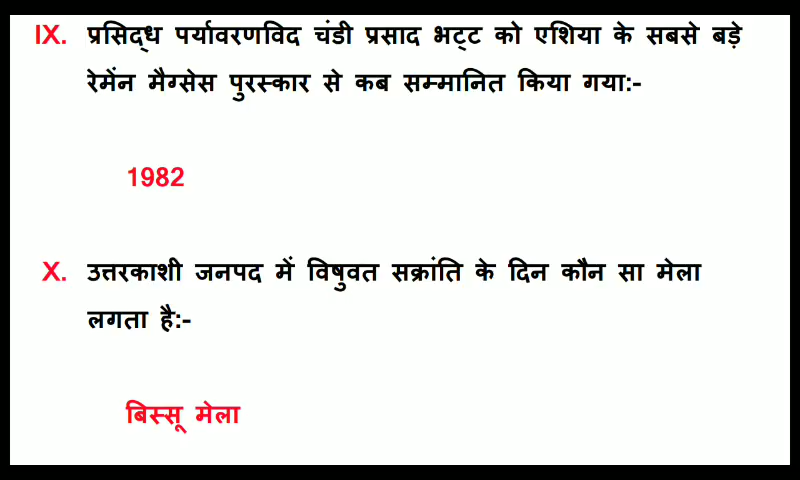 IX. प्रसिद्ध पर्यावरणविद चंडी प्रसाद भट्ट को एशिया के सबसे बड़े
रेमेंन मैग्सेस पुरस्कार से कब सम्मानित किया गया:-
1982
X. उत्तरकाशी जनपद में विषुवत सक्रांति के दिन कौन सा मेला
लगता है:-
बिस्सू मेला